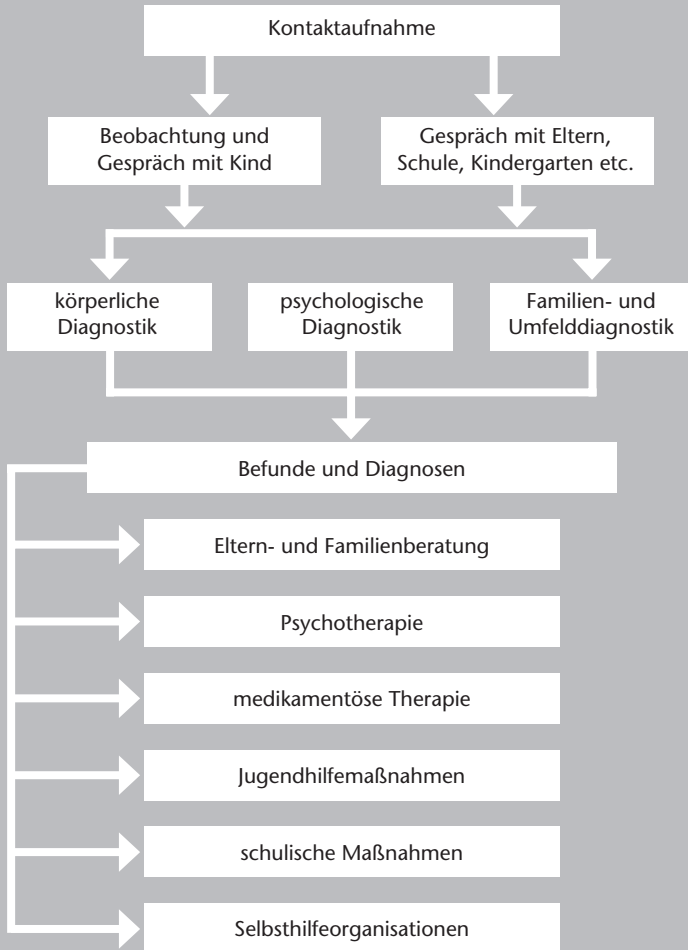 Kontaktaufnahme
Beobachtung und
Gespräch mit Kind
Gespräch mit Eltern,
Schule, Kindergarten etc.
körperliche
Diagnostik
psychologische
Diagnostik
Familien- und
Umfelddiagnostik
Befunde und Diagnosen
Eltern- und Familienberatung
Psychotherapie
medikamentöse Therapie
Jugendhilfemaßnahmen
schulische Maßnahmen
Selbsthilfeorganisationen